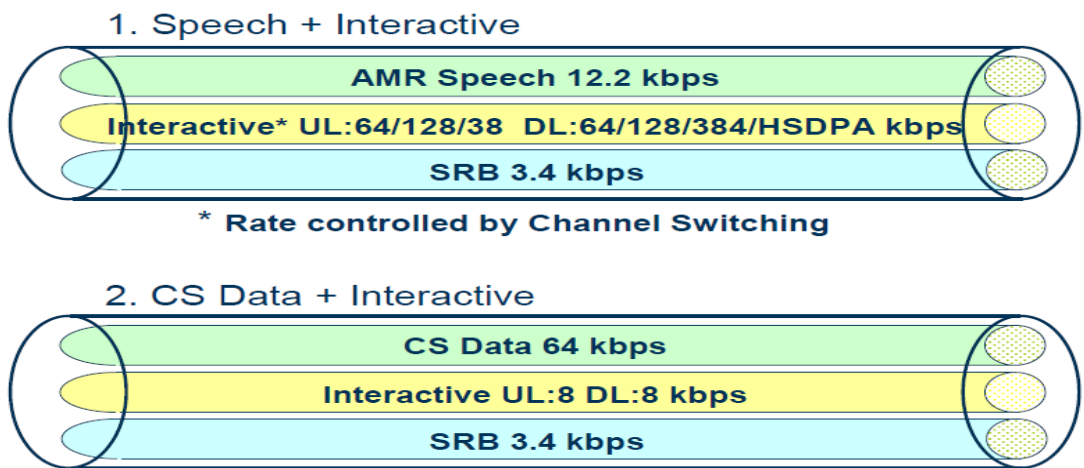 1. Speech + Interactive
AMR Speech 12.2 kbps
Interactive* UL:64/128/38 DL:64/128/384/HSDPA kbps
SRB 3.4 kbps
* Rate controlled by Channel Switching
2. CS Data + Interactive
CS Data 64 kbps
Interactive UL:8 DL:8 kbps
SRB 3.4 kbps